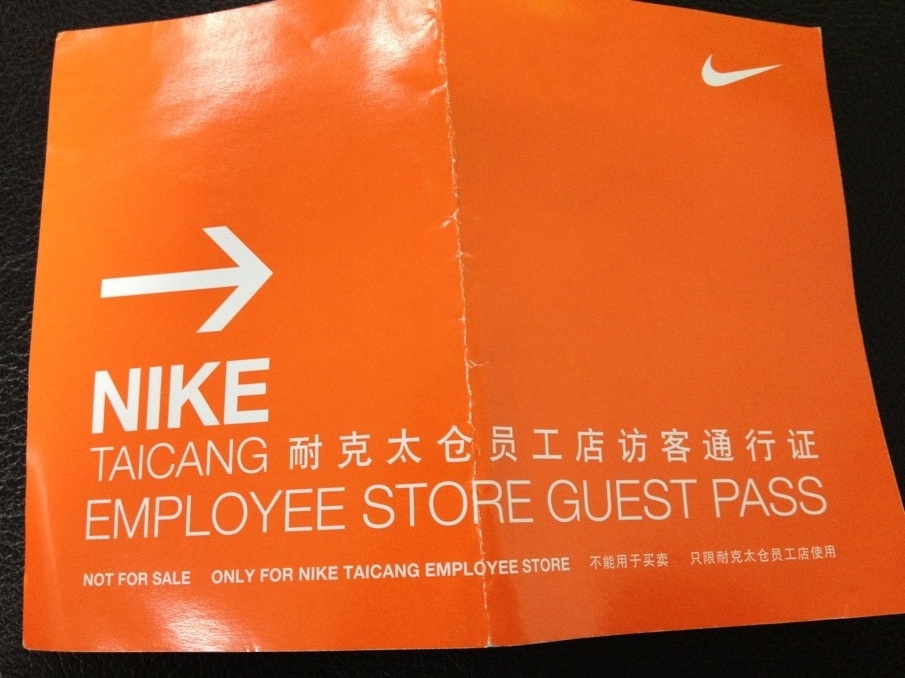 NIKE
TAICANG 耐克太仓员工店访客通行证
EMPLOYEE STORE GUEST PASS
NOT FOR SALE ONLY FOR NIKE TAICANG EMPLOYEE STORE 不能用于买卖 只限耐克太仓员工店使用